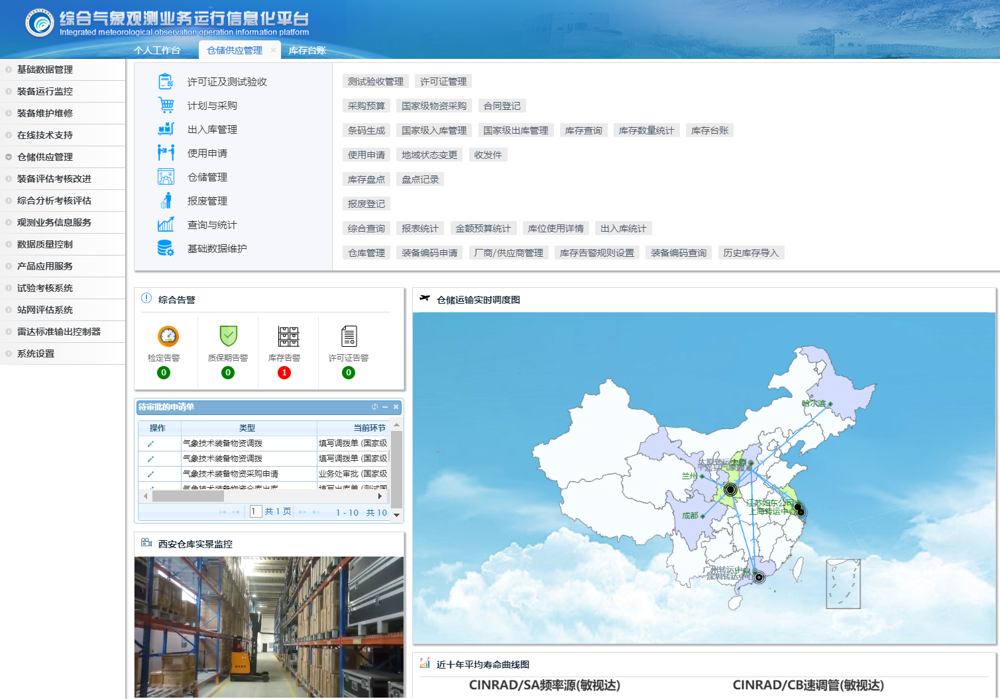 综合气象观测业务运行信息化平台
Integrated meteorological observation operation information platform
个人工作台 仓储供应管理 库存台账
基础数据管理
装备运行监控
装备维护维修
在线技术支持
仓储供应管理
装备评估考核改进
综合分析考核评估
观测业务信息服务
数据质量控制
产品应用服务
试验考核系统
站网评估系统
雷达标准输出控制器
系统设置
许可证及测试验收
计划与采购
出入库管理
使用申请
仓储管理
报废管理
查询与统计
基础数据维护
测试验收管理 许可证管理
采购预算 国家级物资采购 合同登记
条码生成 国家级入库管理 国家级出库管理 库存查询 库存数量统计 库存台账
使用申请 地域状态变更 收发件
库存盘点 盘点记录
报废登记
综合查询 报表统计 金额预算统计 库位使用详情 出入库统计
仓库管理 装备编码申请 厂商/供应商管理 库存告警规则设置 装备编码查询 历史库存导入
综合告警
检定告警 质保期告警 库存告警 许可证告警
0 0 1 0
待审批的申请单
操作 类型 当前环节
气象技术装备物资调拨 填写调拨单 (国家级
气象技术装备物资调拨 填写调拨单 (国家级
气象技术装备物资采购申请 业务处审批 (国家级
气象技术装备物资仓库出库 填写出库单 (测试国
1 共 1 页 1 - 10 共 10
西安仓库实景监控
仓储运输实时调度图
哈尔滨
太原
兰州
江苏如东公司
上海转运中心
成都
广州转运中心
深圳转运中心
近十年平均寿命曲线图
CINRAD/SA频率源(敏视达) CINRAD/CB速调管(敏视达)